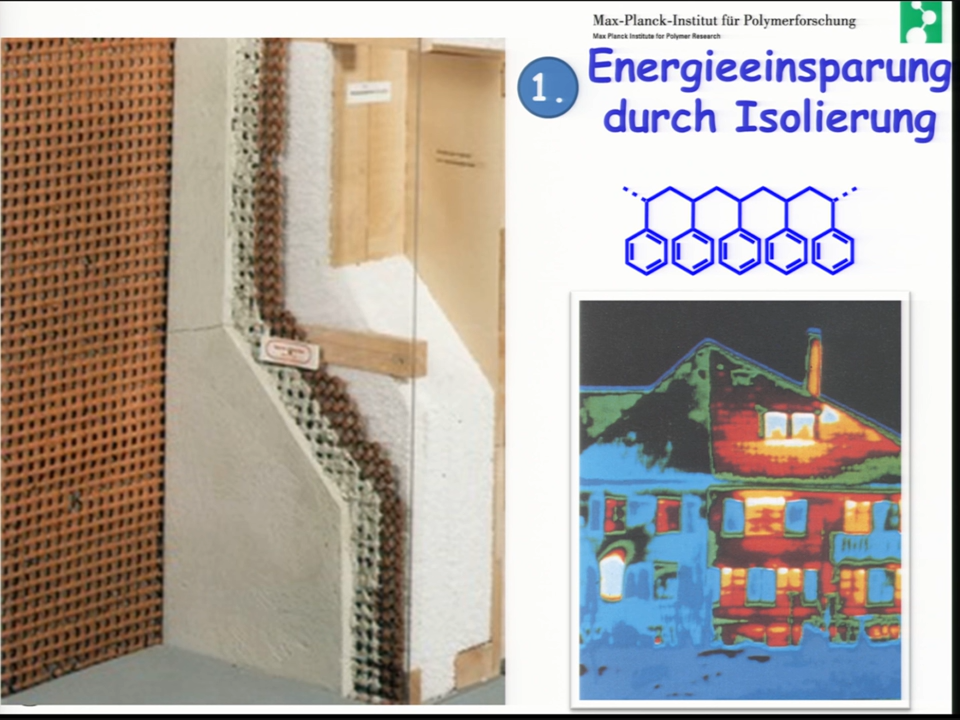 Max-Planck-Institut für Polymerforschung
Max Planck Institute for Polymer Research
1.
Energieeinsparung
durch Isolierung